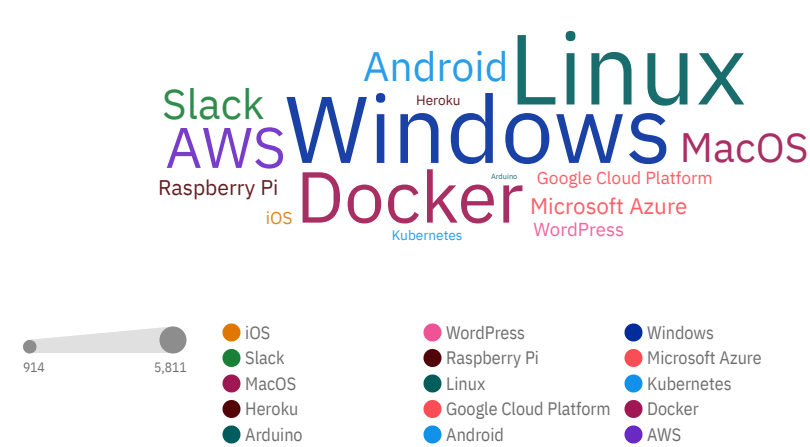 Linux
Android
Heroku
Slack
Windows
AWS
MacOS
Arduino
Google Cloud Platform
Raspberry Pi
Docker
Microsoft Azure
iOS
WordPress
Kubernetes
914
5,811
iOS
Slack
MacOS
Heroku
Arduino
WordPress
Raspberry Pi
Linux
Google Cloud Platform
Android
Windows
Microsoft Azure
Kubernetes
Docker
AWS